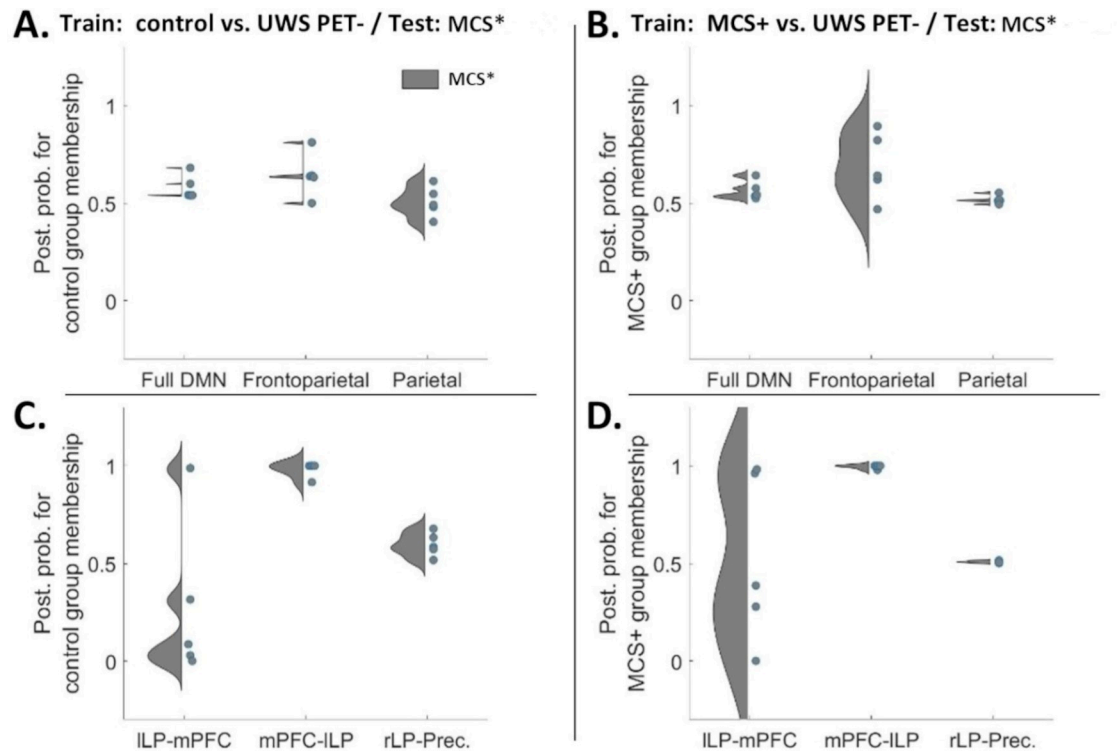 A. Train: control vs. UWS PET- / Test: MCS*
MCS*
Post. prob. for
control group membership
1
0.5
0
Full DMN Frontoparietal Parietal
B. Train: MCS+ vs. UWS PET- / Test: MCS*
Post. prob. for
MCS+ group membership
1
0.5
0
Full DMN Frontoparietal Parietal
C.
Post. prob. for
control group membership
1
0.5
0
lLP-mPFC mPFC-lLP rLP-Prec.
D.
Post. prob. for
MCS+ group membership
1
0.5
0
lLP-mPFC mPFC-lLP rLP-Prec.